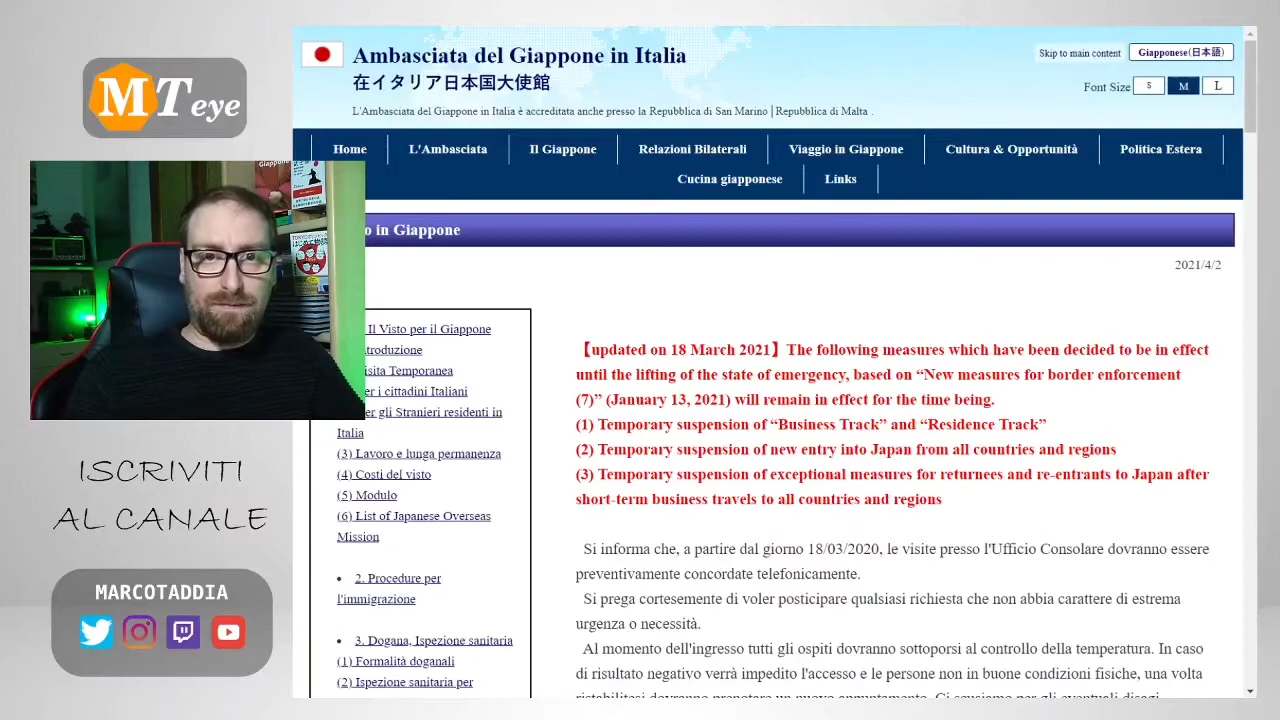 MTeye
Ambasciata del Giappone in Italia
在イタリア日本国大使館
L'Ambasciata del Giappone in Italia è accreditata anche presso la Repubblica di San Marino | Repubblica di Malta .
Skip to main content
Giapponese(日本語)
Font Size S M L
Home L'Ambasciata Il Giappone Relazioni Bilaterali Viaggio in Giappone Cultura & Opportunità Politica Estera
Cucina giapponese Links
in Giappone
2021/4/2
Il Visto per il Giappone
Temporanea
i cittadini Italiani
gli Stranieri residenti in
Italia
(3) Lavoro e lunga permanenza
(4) Costi del visto
(5) Modulo
(6) List of Japanese Overseas
Mission
• 2. Procedure per
l'immigrazione
• 3. Dogana, Ispezione sanitaria
(1) Formalità doganali
(2) Ispezione sanitaria per
【updated on 18 March 2021】The following measures which have been decided to be in effect
until the lifting of the state of emergency, based on “New measures for border enforcement
(7)” (January 13, 2021) will remain in effect for the time being.
(1) Temporary suspension of “Business Track” and “Residence Track”
(2) Temporary suspension of new entry into Japan from all countries and regions
(3) Temporary suspension of exceptional measures for returnees and re-entrants to Japan after
short-term business travels to all countries and regions
Si informa che, a partire dal giorno 18/03/2020, le visite presso l'Ufficio Consolare dovranno essere
preventivamente concordate telefonicamente.
Si prega cortesemente di voler posticipare qualsiasi richiesta che non abbia carattere di estrema
urgenza o necessità.
Al momento dell'ingresso tutti gli ospiti dovranno sottoporsi al controllo della temperatura. In caso
di risultato negativo verrà impedito l'accesso e le persone non in buone condizioni fisiche, una volta
ristabilitesi dovranno prenotare un nuovo appuntamento. Ci scusiamo per gli eventuali disagi.
ISCRIVITI
AL CANALE
MARCOTADDIA